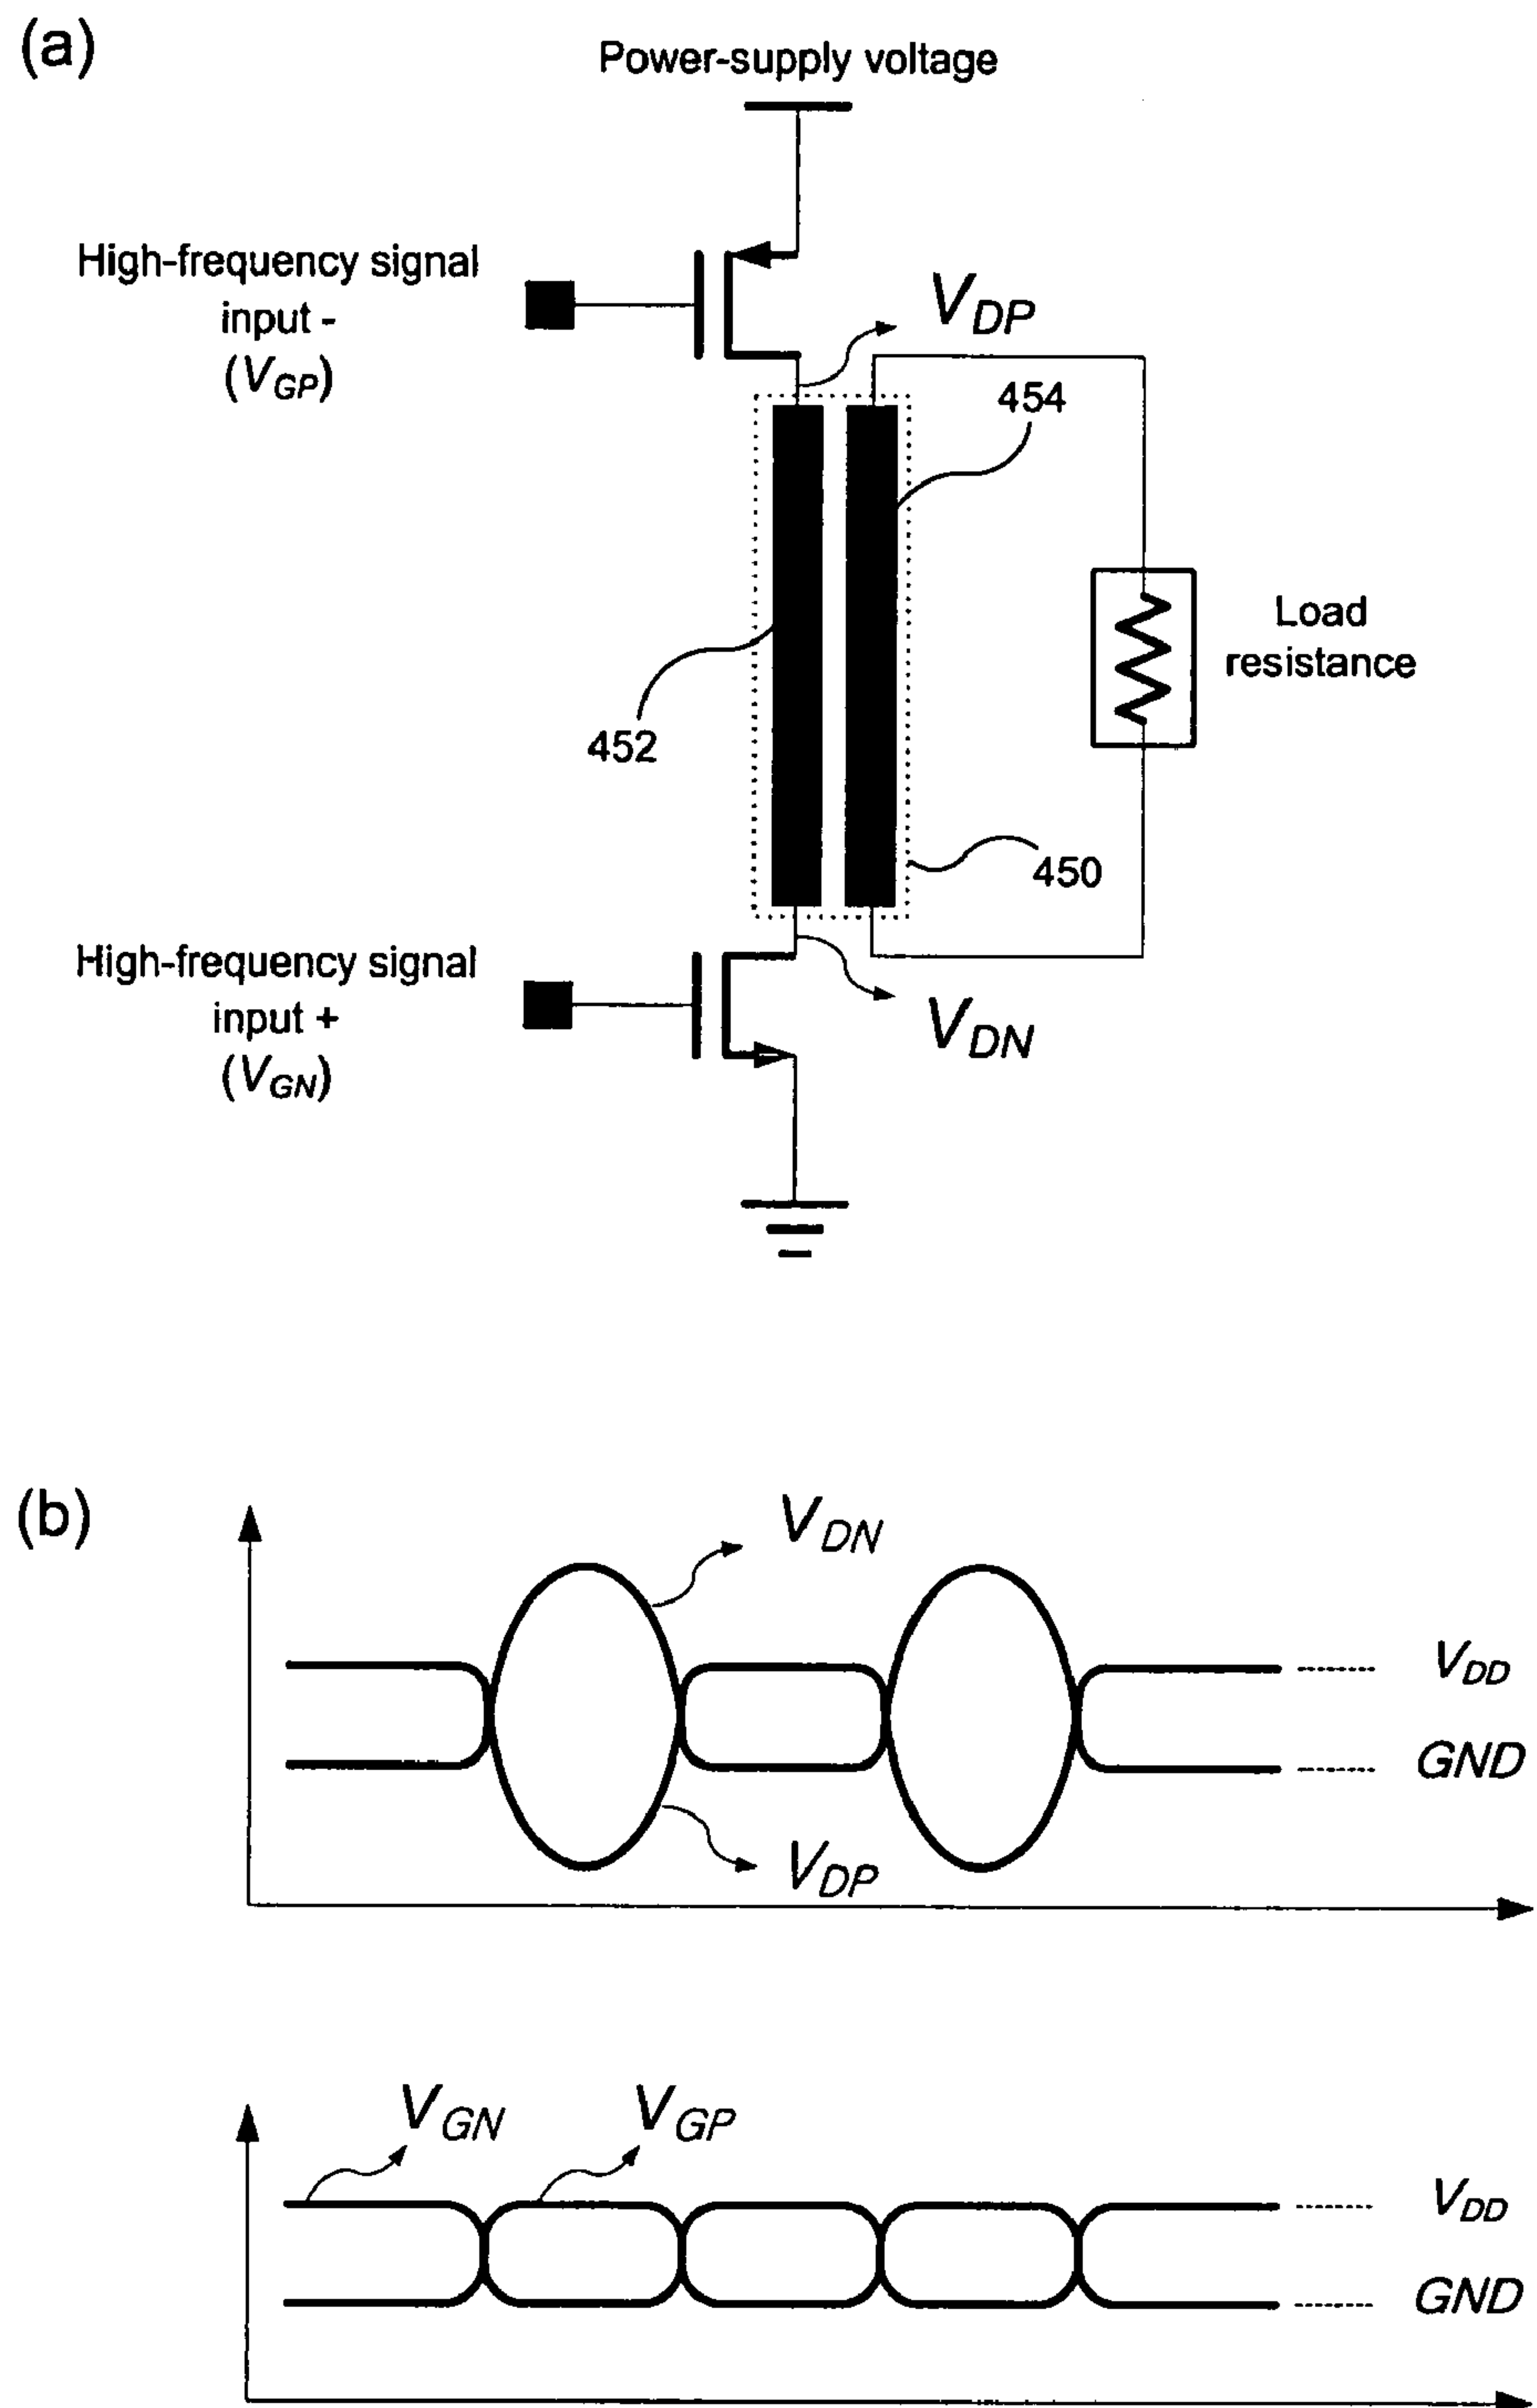 (a)
Power-supply voltage
High-frequency signal
input -
(VGP)
VDP
454
Load
resistance
452
450
High-frequency signal
input +
(VGN)
VDN
(b)
VDN
VDD
GND
VDP
VGN
VGP
VDD
GND